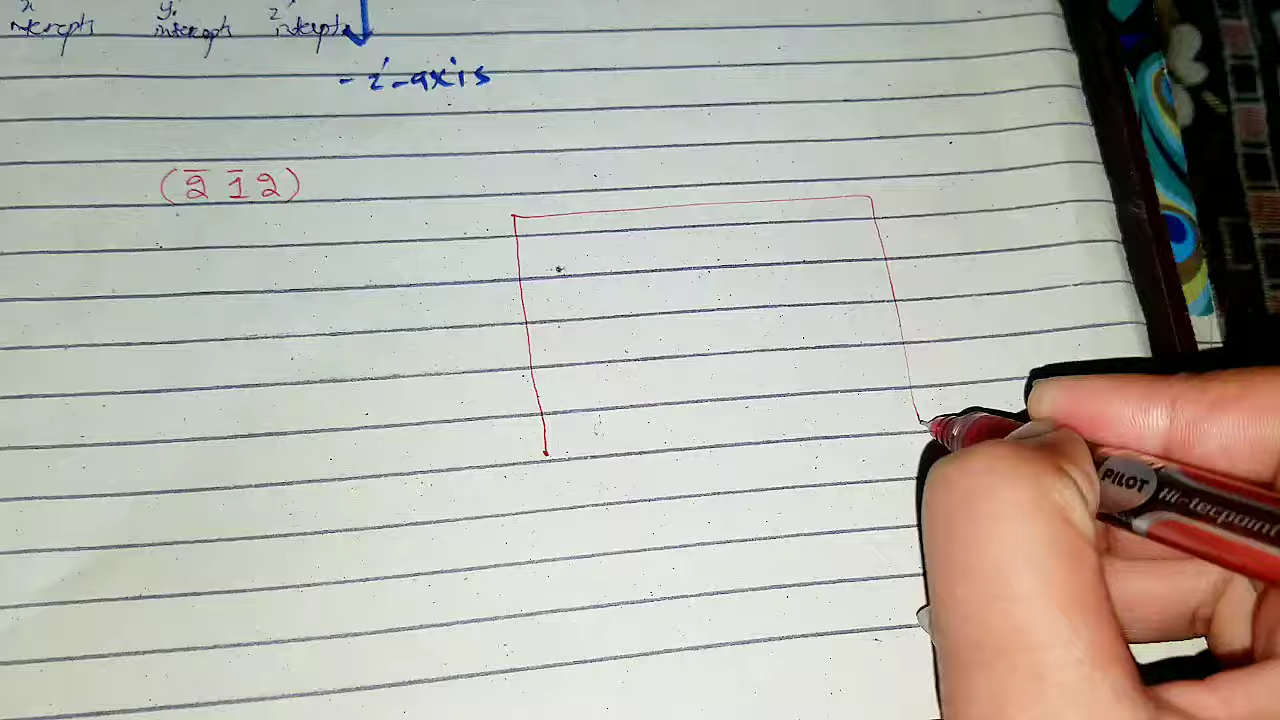 x y z
intercept intercept intercept
-z-axis
(2̅ 1̅ 2)
PILOT Hi-tecpoint